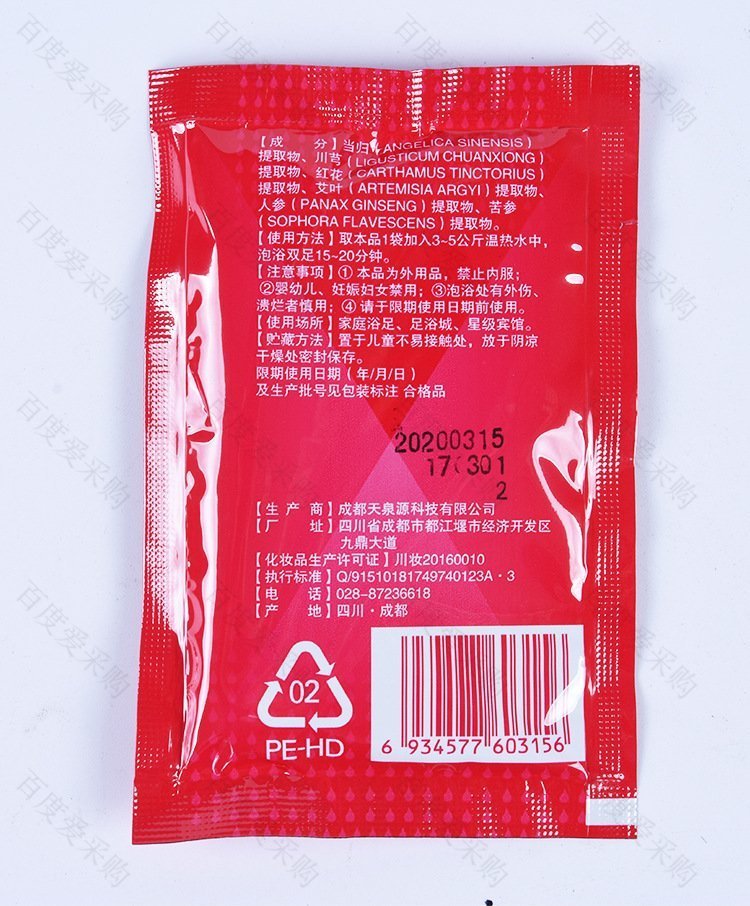 【成 分】当归(ANGELICA SINENSIS)
提取物、川芎(LIGUSTICUM CHUANXIONG)
提取物、红花(CARTHAMUS TINCTORIUS)
提取物、艾叶(ARTEMISIA ARGYI)提取物、
人参(PANAX GINSENG)提取物、苦参
(SOPHORA FLAVESCENS)提取物。
【使用方法】取本品1袋加入3~5公斤温热水中,
泡浴双足15~20分钟。
【注意事项】①本品为外用品,禁止内服;
②婴幼儿、妊娠妇女禁用;③泡浴处有外伤、
溃烂者慎用;④请于限期使用日期前使用。
【使用场所】家庭浴足、足浴城、星级宾馆。
【贮藏方法】置于儿童不易接触处,放于阴凉
干燥处密封保存。
限期使用日期(年/月/日)
及生产批号见包装标注 合格品
20200315
17 301
2
【生产商】成都天泉源科技有限公司
【厂 址】四川省成都市都江堰市经济开发区
九鼎大道
【化妆品生产许可证】川妆20160010
【执行标准】Q/91510181749740123A·3
【电 话】028-87236618
【产 地】四川·成都
02
PE-HD
6 934577 603156
百度爱采购